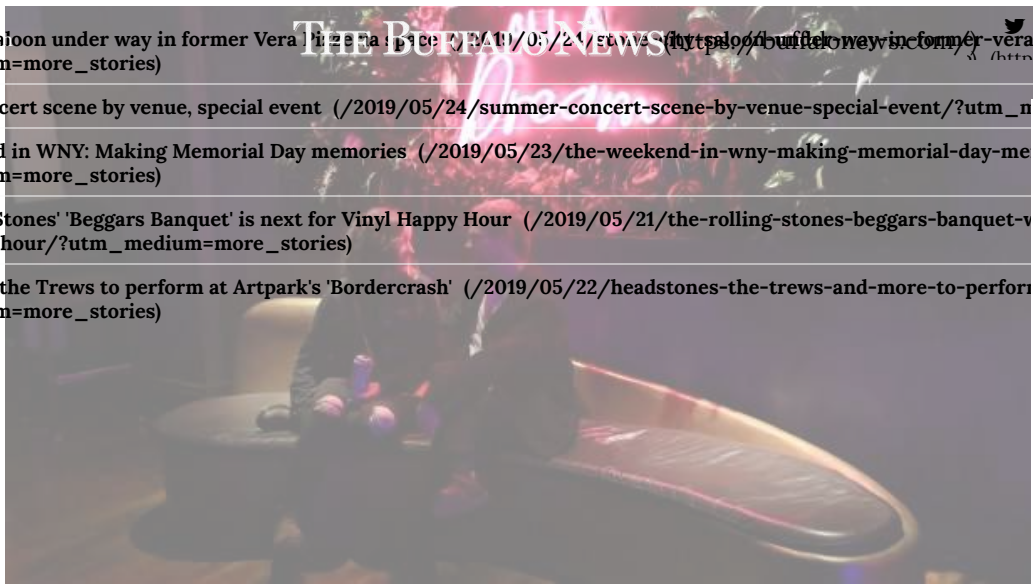 THE BUFFALO NEWS (https://buffalonews.com/)
under way in former Vera Pizzeria space
m=more_stories)
cert scene by venue, special event (/2019/05/24/summer-concert-scene-by-venue-special-event/?utm_m
d in WNY: Making Memorial Day memories (/2019/05/23/the-weekend-in-wny-making-memorial-day-me
m=more_stories)
Stones' 'Beggars Banquet' is next for Vinyl Happy Hour (/2019/05/21/the-rolling-stones-beggars-banquet-w
hour/?utm_medium=more_stories)
the Trews to perform at Artpark's 'Bordercrash' (/2019/05/22/headstones-the-trews-and-more-to-perform
m=more_stories)
Dream